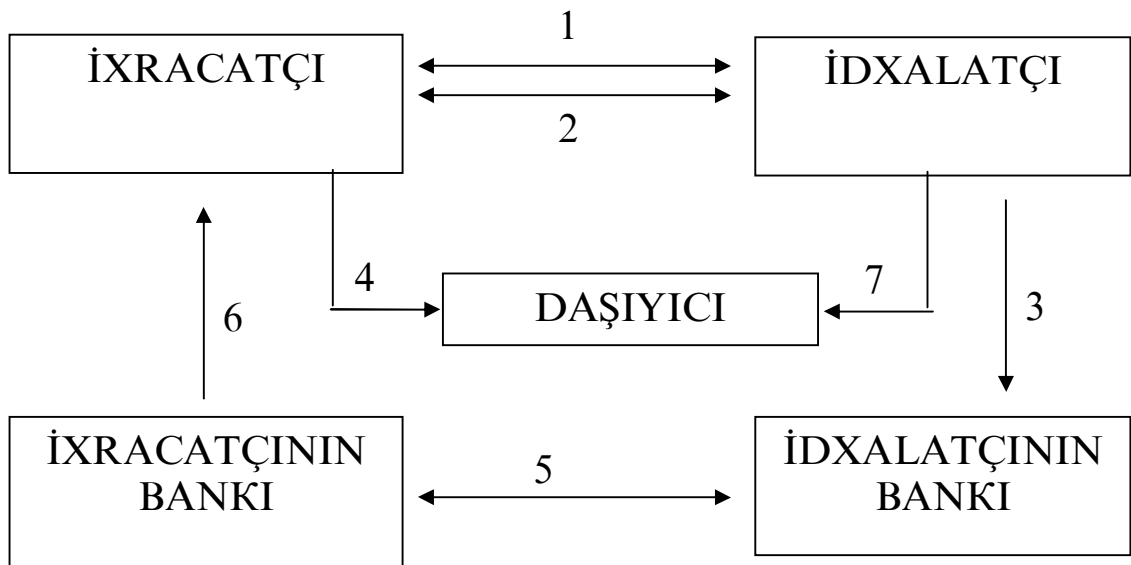 1
İXRACATÇI
İDXALATÇI
2
4
DAŞIYICI
7
6
3
İXRACATÇININ
BANKI
5
İDXALATÇININ
BANKI